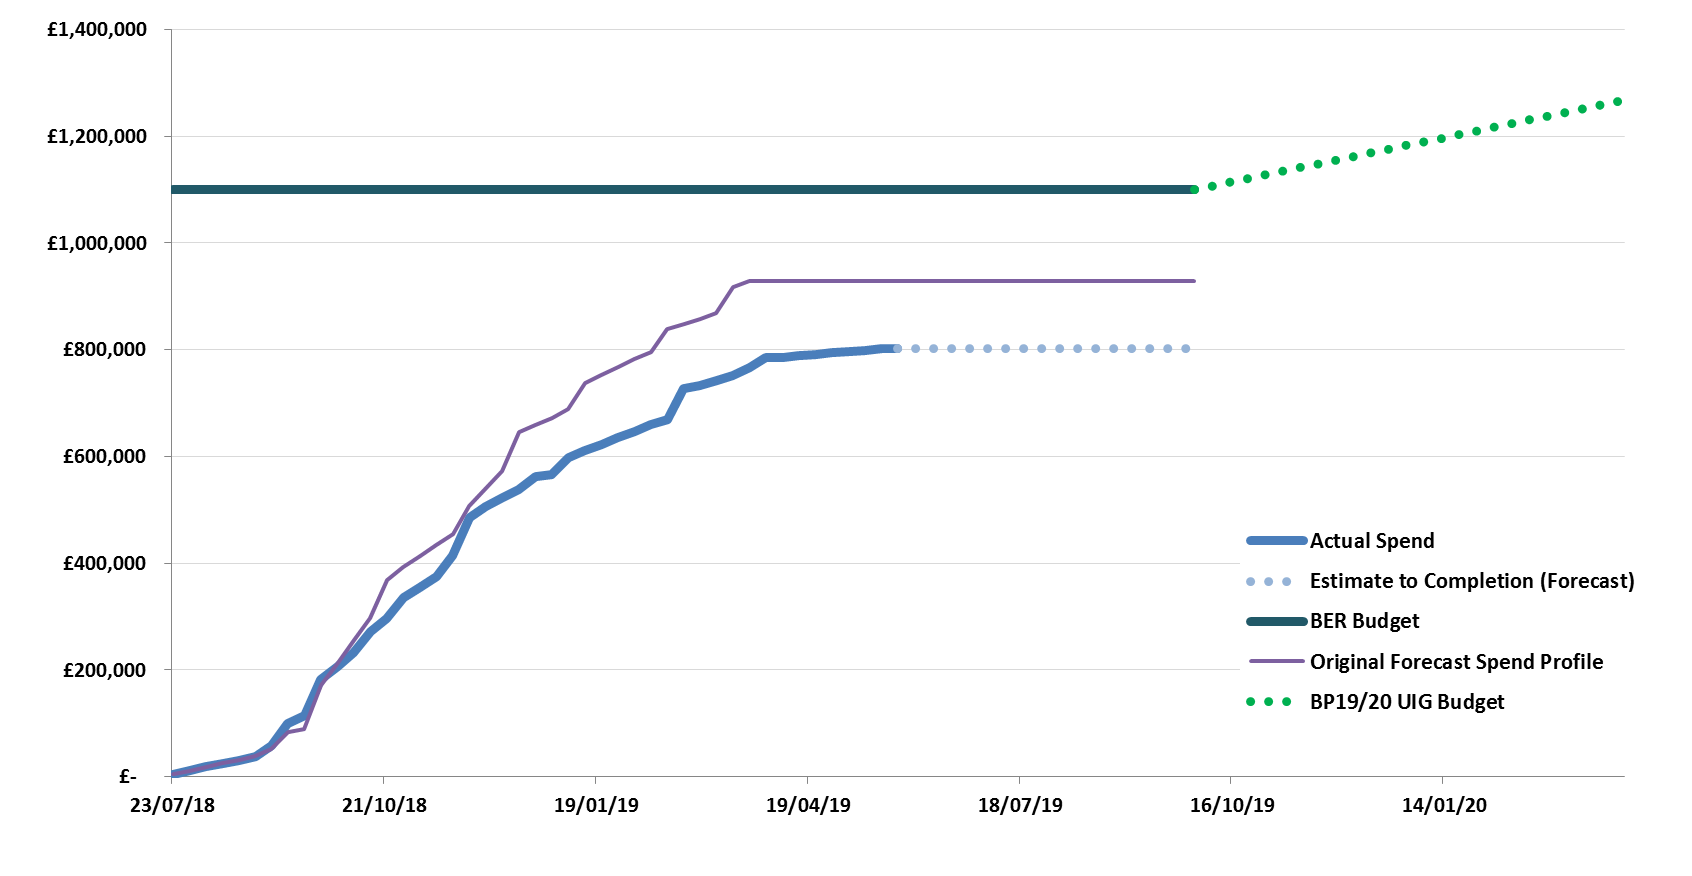 £1,400,000
£1,200,000
£1,000,000
£800,000
£600,000
£400,000
£200,000
£-
23/07/18 21/10/18 19/01/19 19/04/19 18/07/19 16/10/19 14/01/20
Actual Spend
Estimate to Completion (Forecast)
BER Budget
Original Forecast Spend Profile
BP19/20 UIG Budget